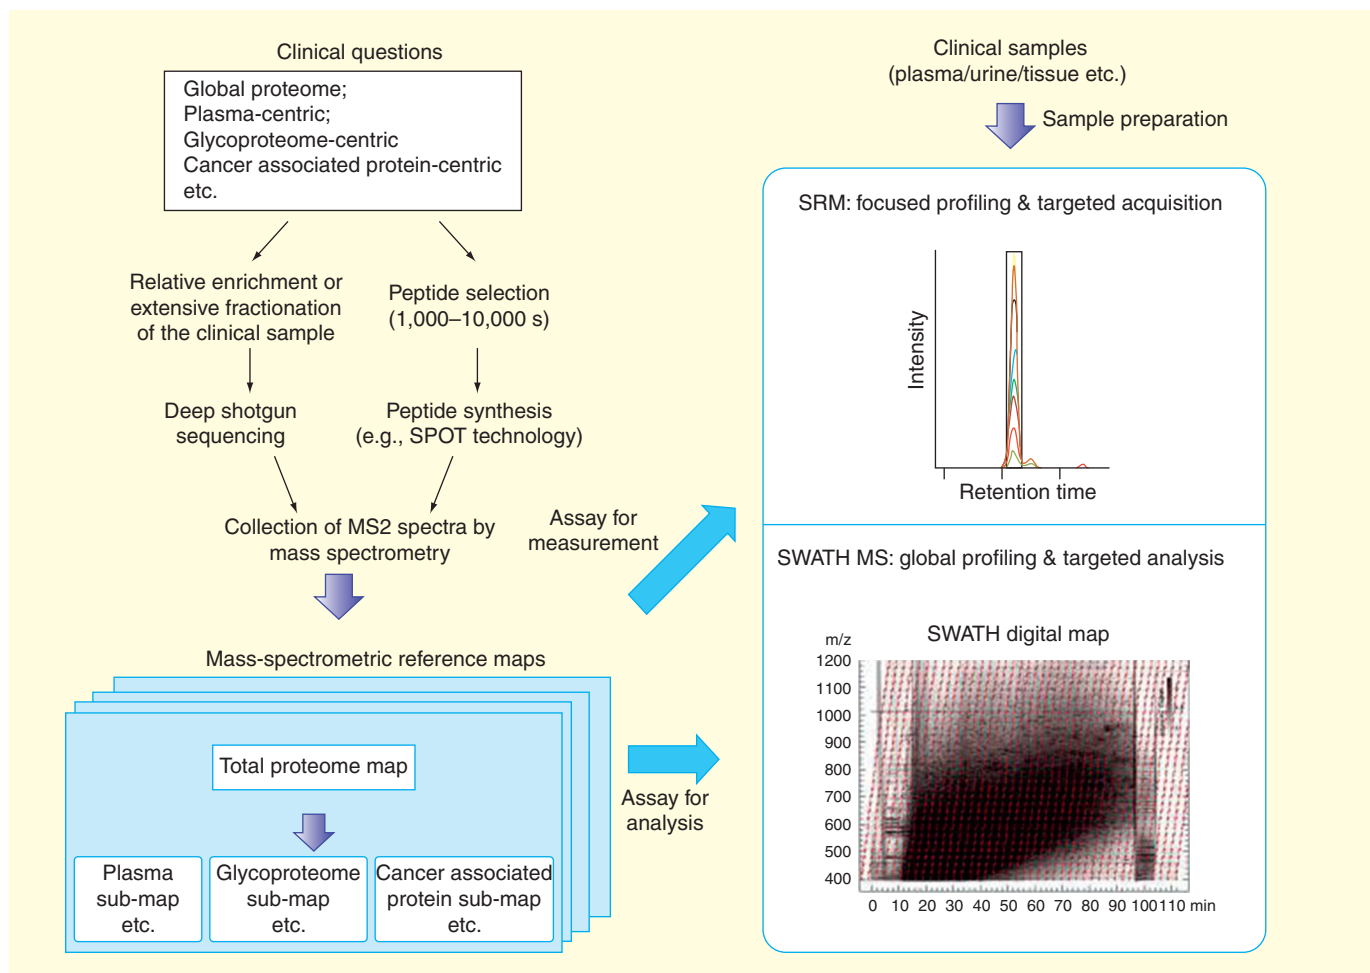 Clinical questions
Global proteome;
Plasma-centric;
Glycoproteome-centric
Cancer associated protein-centric
etc.
Relative enrichment or
extensive fractionation
of the clinical sample
Peptide selection
(1,000–10,000 s)
Deep shotgun
sequencing
Peptide synthesis
(e.g., SPOT technology)
Collection of MS2 spectra by
mass spectrometry
Mass-spectrometric reference maps
Total proteome map
Plasma
sub-map
etc.
Glycoproteome
sub-map
etc.
Cancer associated
protein sub-map
etc.
Assay for
measurement
Assay for
analysis
Clinical samples
(plasma/urine/tissue etc.)
Sample preparation
SRM: focused profiling & targeted acquisition
Intensity
Retention time
SWATH MS: global profiling & targeted analysis
SWATH digital map
m/z
1200
1100
1000
900
800
700
600
500
400
0 10 20 30 40 50 60 70 80 90 100 110 min